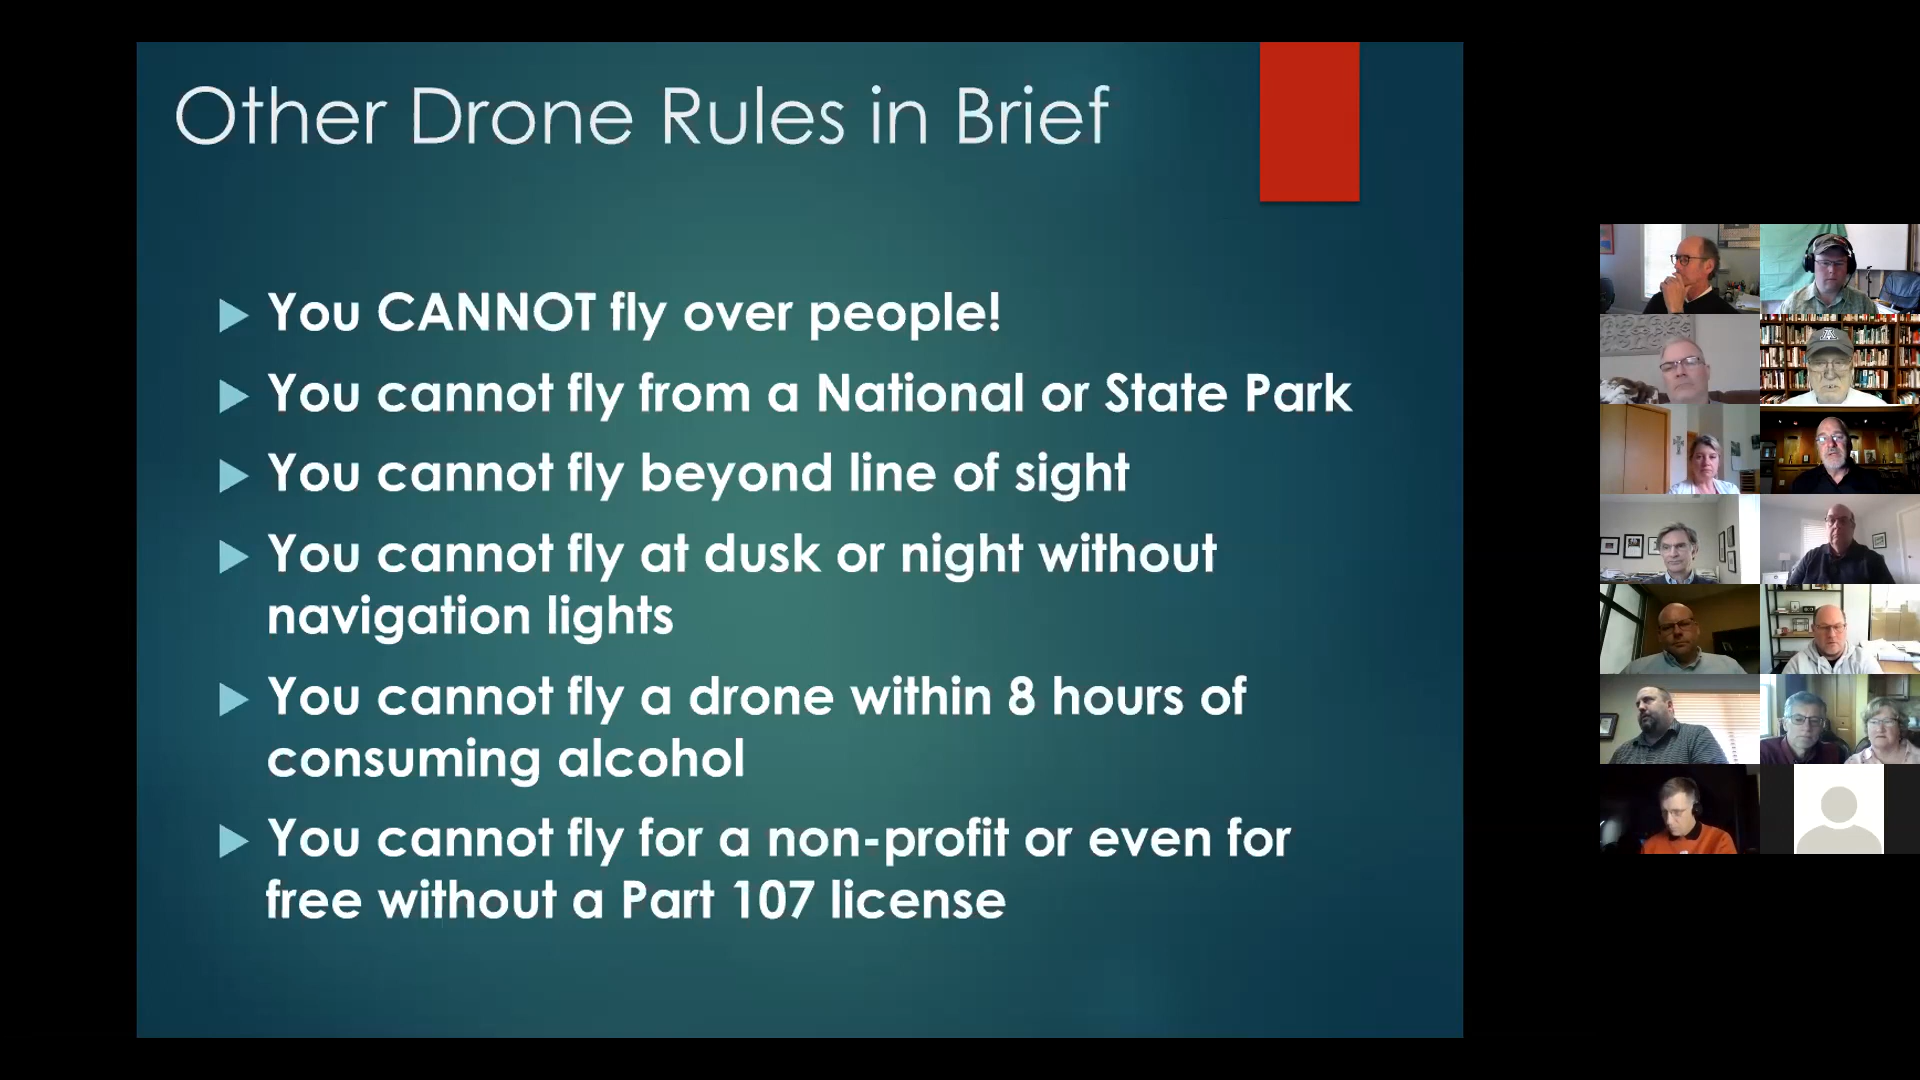 Other Drone Rules in Brief
You CANNOT fly over people!
You cannot fly from a National or State Park
You cannot fly beyond line of sight
You cannot fly at dusk or night without
navigation lights
You cannot fly a drone within 8 hours of
consuming alcohol
You cannot fly for a non-profit or even for
free without a Part 107 license